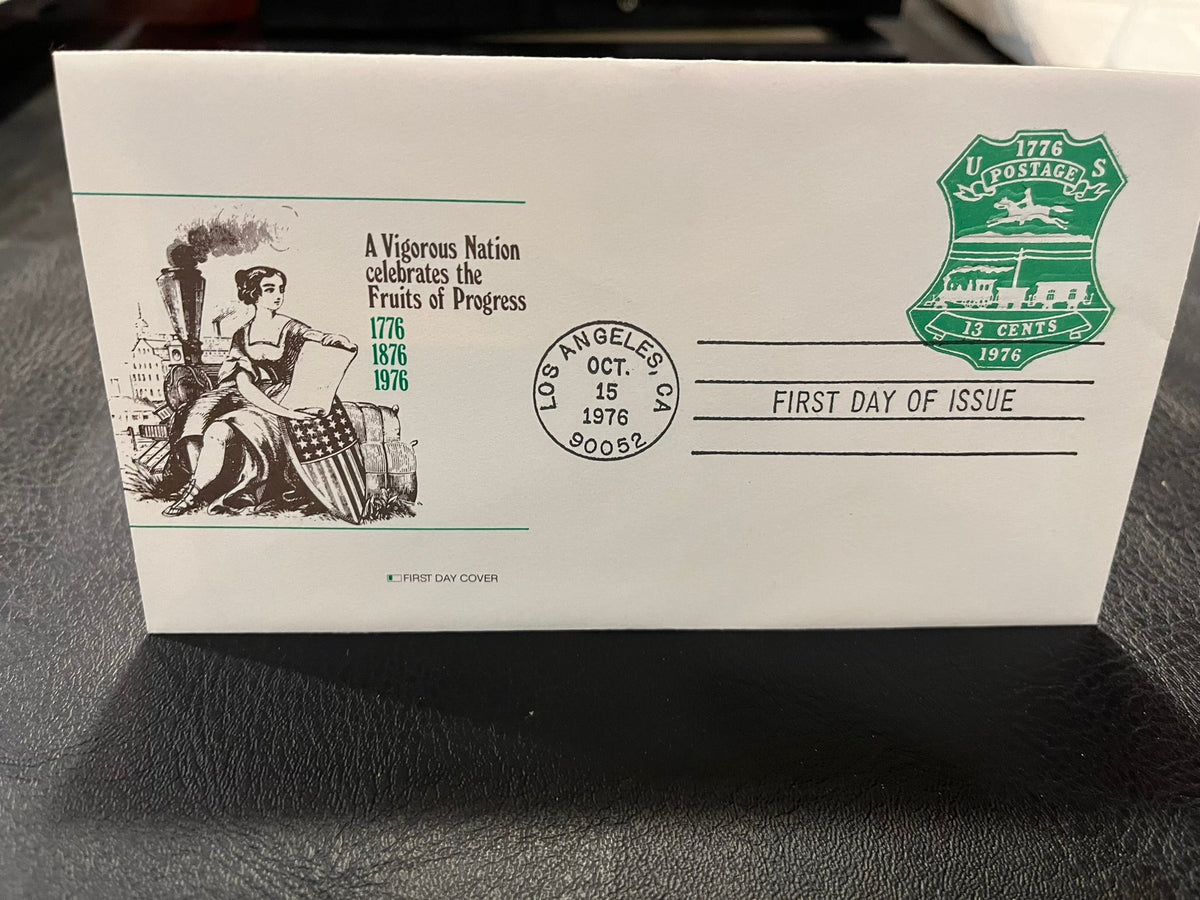 A Vigorous Nation
celebrates the
Fruits of Progress
1776
1876
1976
FIRST DAY COVER
LOS ANGELES, CA
OCT.
15
1976
90052
FIRST DAY OF ISSUE
1776
U S
POSTAGE
13 CENTS
1976